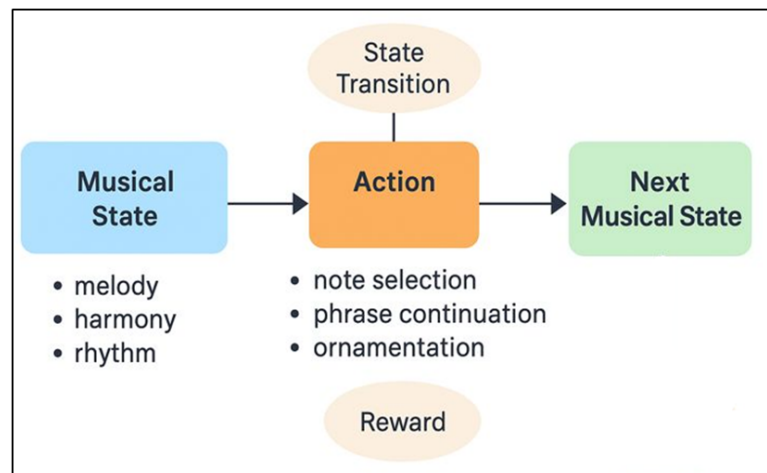 State
Transition
Musical
State
Action
Next
Musical State
• melody
• harmony
• rhythm
• note selection
• phrase continuation
• ornamentation
Reward